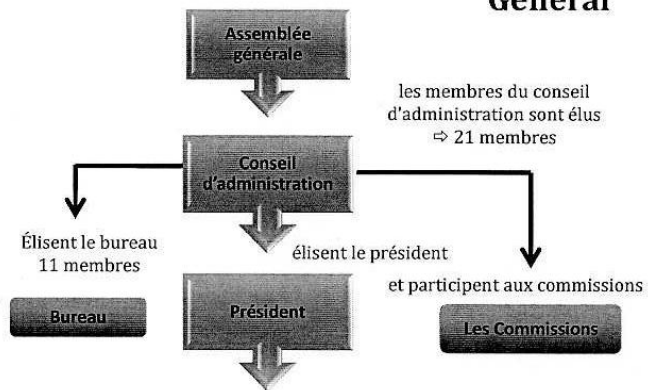 Général
Assemblée
générale
les membres du conseil
d'administration sont élus
⇨ 21 membres
Conseil
d'administration
Élisent le bureau
11 membres
élisent le président
et participent aux commissions
Bureau
Président
Les Commissions